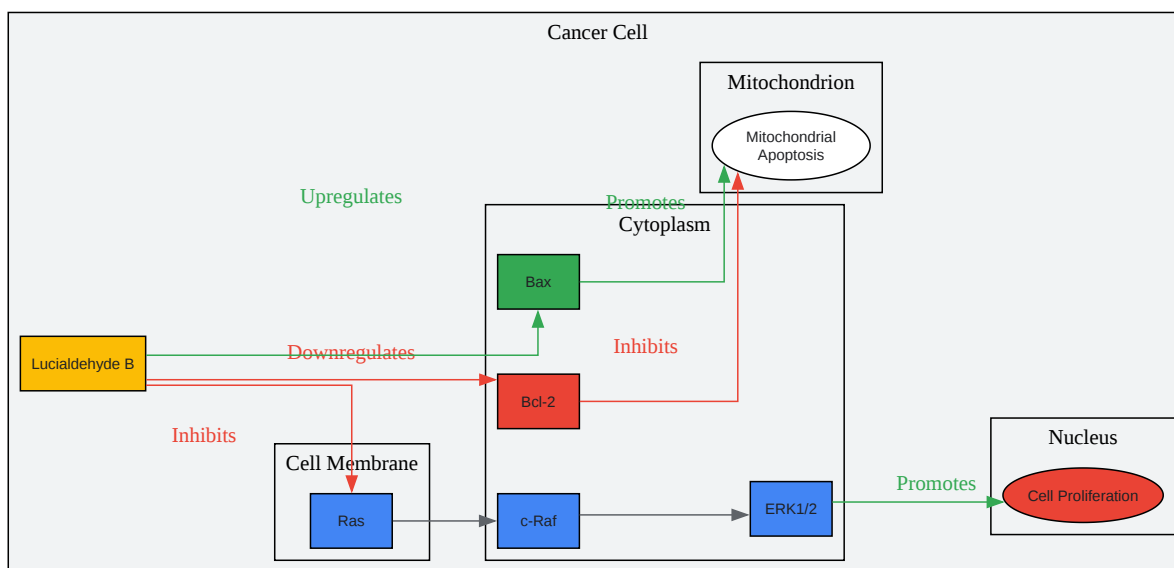 Cancer Cell
Mitochondrion
Mitochondrial
Apoptosis
Upregulates
Promotes
Cytoplasm
Bax
Lucialdehyde B
Downregulates
Inhibits
Bcl-2
Inhibits
Cell Membrane
Nucleus
Promotes
Ras
c-Raf
ERK1/2
Cell Proliferation